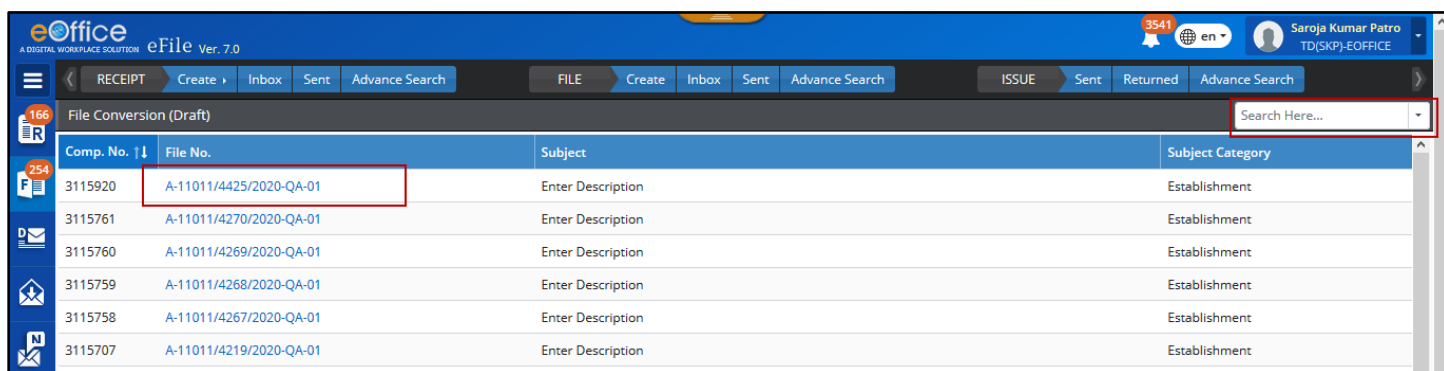 eOffice
A DIGITAL WORKPLACE SOLUTION eFile Ver. 7.0
3541
en
Saroja Kumar Patro
TD(SKP)-EOFFICE
RECEIPT Create Inbox Sent Advance Search FILE Create Inbox Sent Advance Search ISSUE Sent Returned Advance Search
166
R
File Conversion (Draft)
Search Here...
Comp. No. File No. Subject Subject Category
254
F
3115920 A-11011/4425/2020-QA-01 Enter Description Establishment
3115761 A-11011/4270/2020-QA-01 Enter Description Establishment
D
3115760 A-11011/4269/2020-QA-01 Enter Description Establishment
3115759 A-11011/4268/2020-QA-01 Enter Description Establishment
3115758 A-11011/4267/2020-QA-01 Enter Description Establishment
N
3115707 A-11011/4219/2020-QA-01 Enter Description Establishment